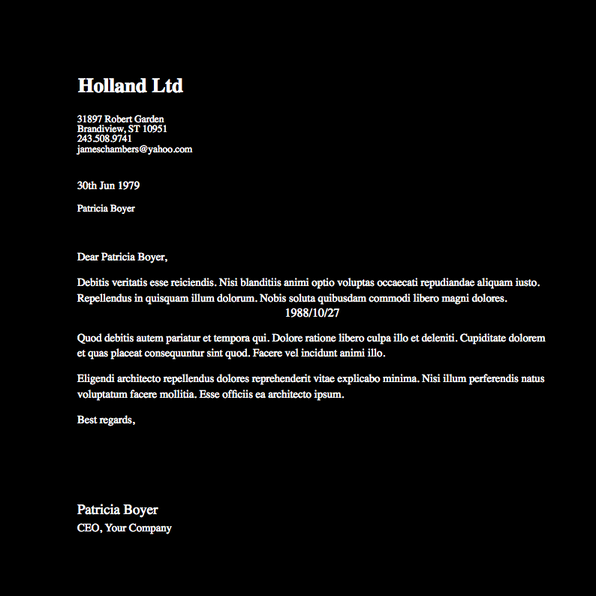 Holland Ltd
31897 Robert Garden
Brandiview, ST 10951
243.508.9741
jameschambers@yahoo.com
30th Jun 1979
Patricia Boyer
Dear Patricia Boyer,
Debitis veritatis esse reiciendis. Nisi blanditiis animi optio voluptas occaecati repudiandae aliquam iusto.
Repellendus in quisquam illum dolorum. Nobis soluta quibusdam commodi libero magni dolores.
1988/10/27
Quod debitis autem pariatur et tempora qui. Dolore ratione libero culpa illo et deleniti. Cupiditate dolorem
et quas placeat consequuntur sint quod. Facere vel incidunt animi illo.
Eligendi architecto repellendus dolores reprehenderit vitae explicabo minima. Nisi illum perferendis natus
voluptatum facere mollitia. Esse officiis ea architecto ipsum.
Best regards,
Patricia Boyer
CEO, Your Company